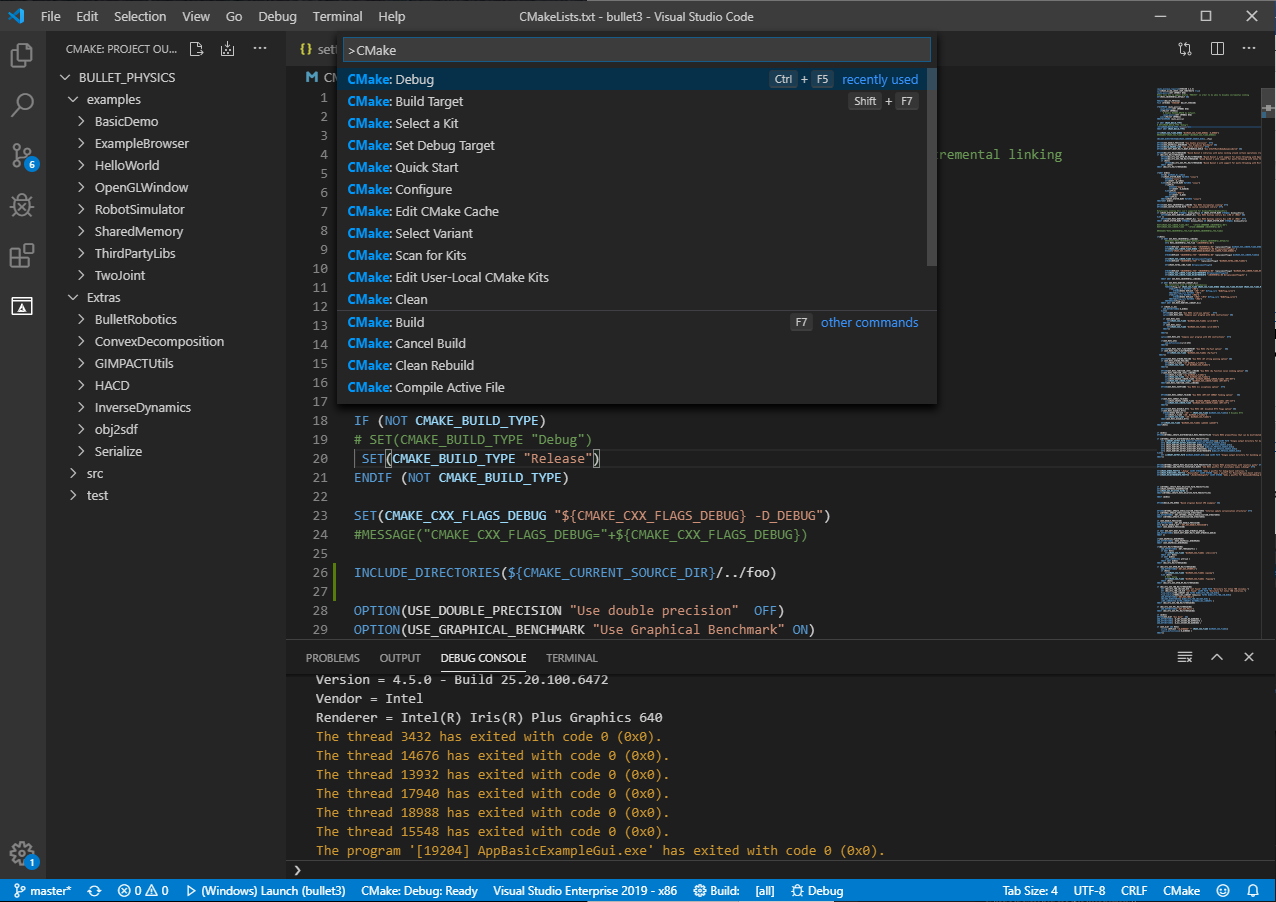 File Edit Selection View Go Debug Terminal Help CMakeLists.txt - bullet3 - Visual Studio Code
CMAKE: PROJECT OU...
BULLET_PHYSICS
examples
BasicDemo
ExampleBrowser
HelloWorld
OpenGLWindow
RobotSimulator
SharedMemory
ThirdPartyLibs
TwoJoint
Extras
BulletRobotics
ConvexDecomposition
GIMPACTUtils
HACD
InverseDynamics
obj2sdf
Serialize
src
test
6
1
{} set
M CM
>CMake
CMake: Debug Ctrl + F5 recently used
CMake: Build Target Shift + F7
CMake: Select a Kit
CMake: Set Debug Target
CMake: Quick Start
CMake: Configure
CMake: Edit CMake Cache
CMake: Select Variant
CMake: Scan for Kits
CMake: Edit User-Local CMake Kits
CMake: Clean
CMake: Build F7 other commands
CMake: Cancel Build
CMake: Clean Rebuild
CMake: Compile Active File
1
2
3
4 remental linking
5
6
7
8
9
10
11
12
13
14
15
16
17
18 IF (NOT CMAKE_BUILD_TYPE)
19 # SET(CMAKE_BUILD_TYPE "Debug")
20 SET(CMAKE_BUILD_TYPE "Release")
21 ENDIF (NOT CMAKE_BUILD_TYPE)
22
23 SET(CMAKE_CXX_FLAGS_DEBUG "${CMAKE_CXX_FLAGS_DEBUG} -D_DEBUG")
24 #MESSAGE("CMAKE_CXX_FLAGS_DEBUG="+${CMAKE_CXX_FLAGS_DEBUG})
25
26 INCLUDE_DIRECTORIES(${CMAKE_CURRENT_SOURCE_DIR}/../foo)
27
28 OPTION(USE_DOUBLE_PRECISION "Use double precision" OFF)
29 OPTION(USE_GRAPHICAL_BENCHMARK "Use Graphical Benchmark" ON)
PROBLEMS OUTPUT DEBUG CONSOLE TERMINAL
Version = 4.5.0 - Build 25.20.100.6472
Vendor = Intel
Renderer = Intel(R) Iris(R) Plus Graphics 640
The thread 3432 has exited with code 0 (0x0).
The thread 14676 has exited with code 0 (0x0).
The thread 13932 has exited with code 0 (0x0).
The thread 17940 has exited with code 0 (0x0).
The thread 18988 has exited with code 0 (0x0).
The thread 15548 has exited with code 0 (0x0).
The program '[19204] AppBasicExampleGui.exe' has exited with code 0 (0x0).
master* 0 0 (Windows) Launch (bullet3) CMake: Debug: Ready Visual Studio Enterprise 2019 - x86 Build: [all] Debug Tab Size: 4 UTF-8 CRLF CMake